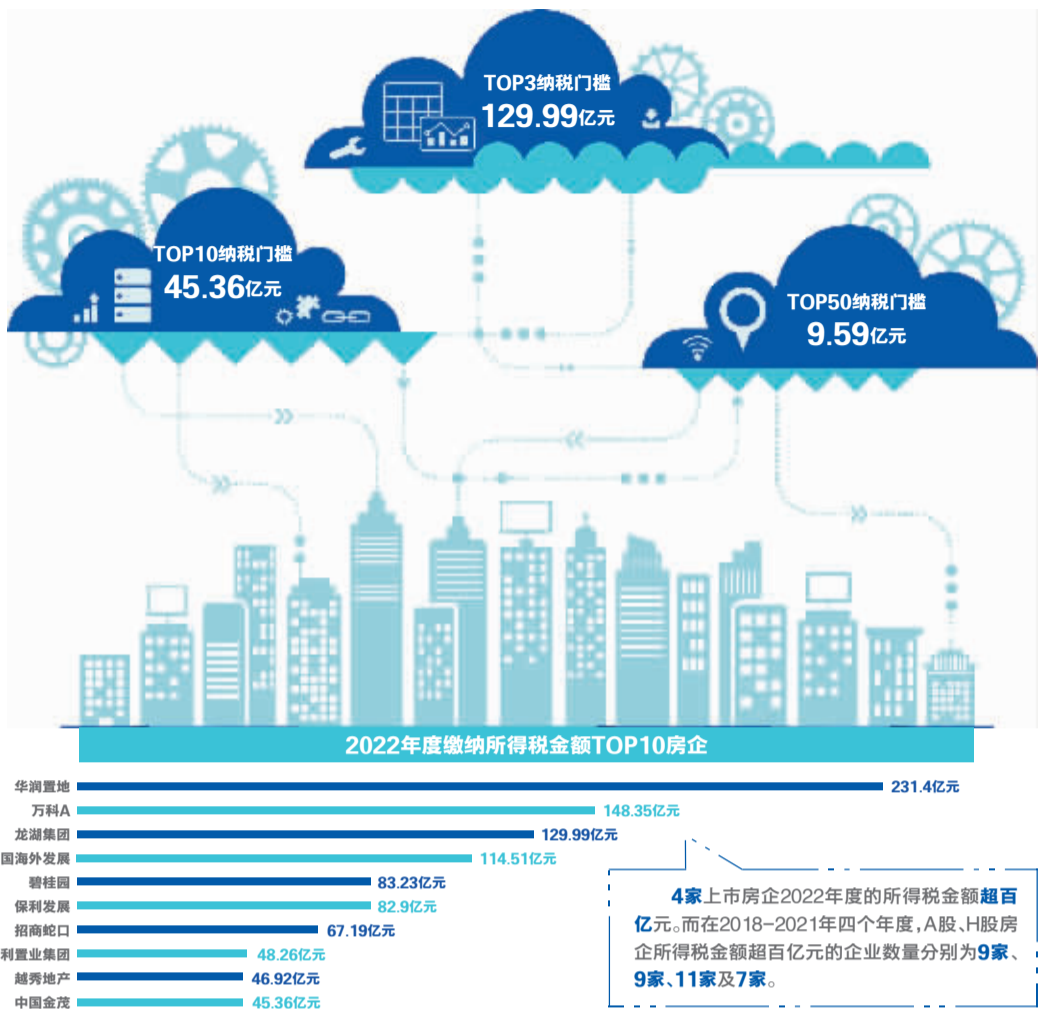 TOP3纳税门槛
129.99亿元
TOP10纳税门槛
45.36亿元
TOP50纳税门槛
9.59亿元
2022年度缴纳所得税金额TOP10房企
华润置地 231.4亿元
万科A 148.35亿元
龙湖集团 129.99亿元
国海外发展 114.51亿元
碧桂园 83.23亿元
保利发展 82.9亿元
招商蛇口 67.19亿元
利置业集团 48.26亿元
越秀地产 46.92亿元
中国金茂 45.36亿元
4家上市房企2022年度的所得税金额超百
亿元。而在2018-2021年四个年度,A股、H股房
企所得税金额超百亿元的企业数量分别为9家、
9家、11家及7家。